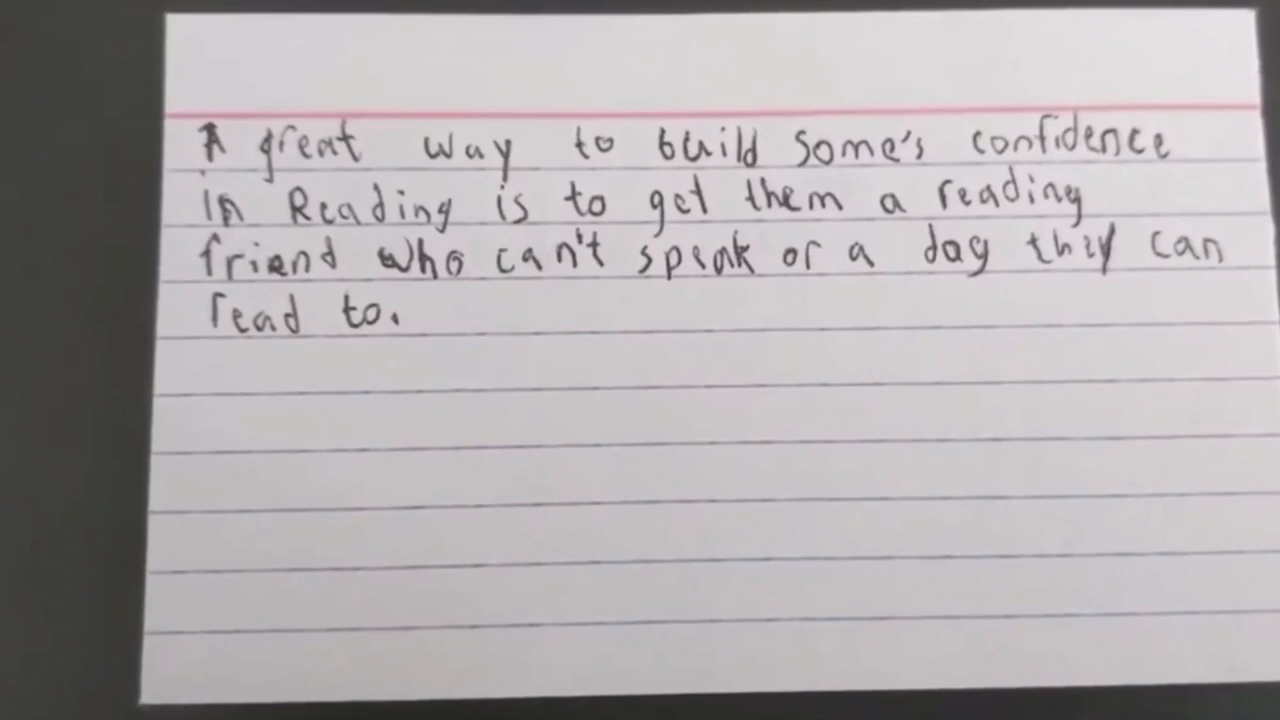 A great way to build some's confidence
in Reading is to get them a reading
friend who can't speak or a dog they can
read to.